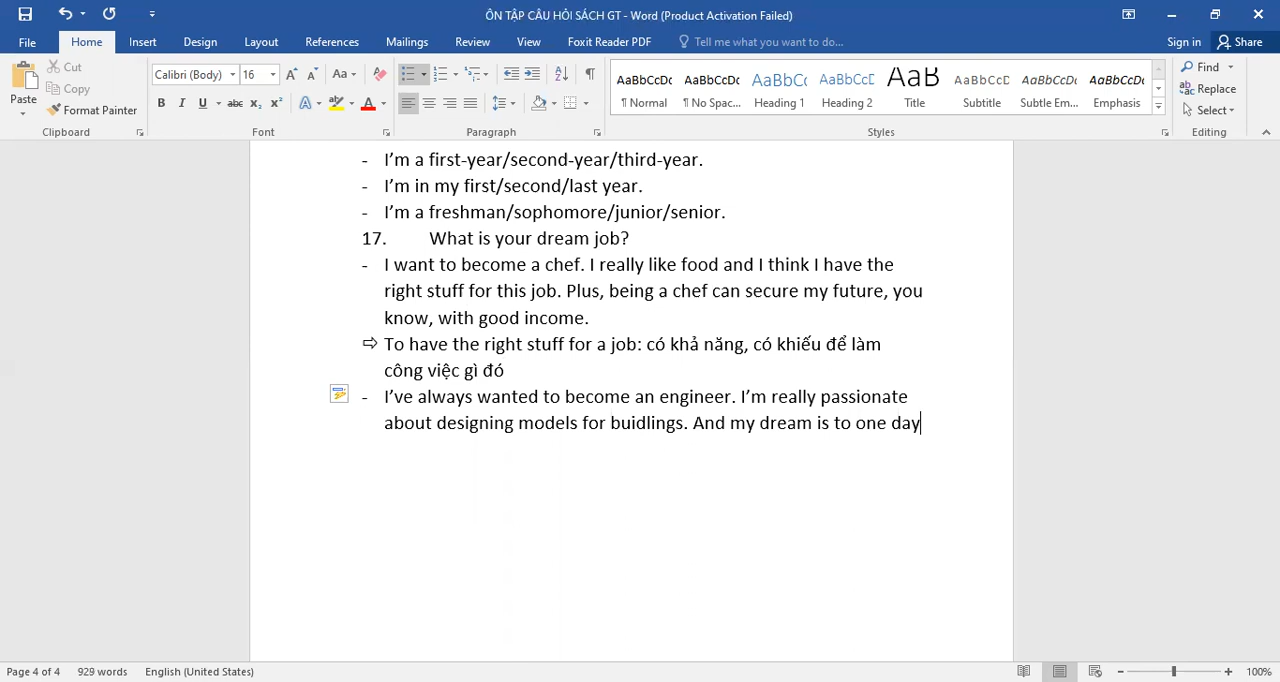 ÔN TẬP CÂU HỎI SÁCH GT - Word (Product Activation Failed)
File Home Insert Design Layout References Mailings Review View Foxit Reader PDF Tell me what you want to do... Sign in Share
Paste
Cut
Copy
Format Painter
Calibri (Body) 16
Aa
B I U abc x₂ x² A A
AaBbCcDc AaBbCcDc AaBbCc AaBbCcC AaB AaBbCcD AaBbCcDc AaBbCcDc
¶ Normal ¶ No Spac... Heading 1 Heading 2 Title Subtitle Subtle Em... Emphasis
Find
Replace
Select
Clipboard Font Paragraph Styles Editing
- I’m a first-year/second-year/third-year.
- I’m in my first/second/last year.
- I’m a freshman/sophomore/junior/senior.
17. What is your dream job?
- I want to become a chef. I really like food and I think I have the
right stuff for this job. Plus, being a chef can secure my future, you
know, with good income.
⇨ To have the right stuff for a job: có khả năng, có khiếu để làm
công việc gì đó
- I’ve always wanted to become an engineer. I’m really passionate
about designing models for buidlings. And my dream is to one day
Page 4 of 4 929 words English (United States) 100%